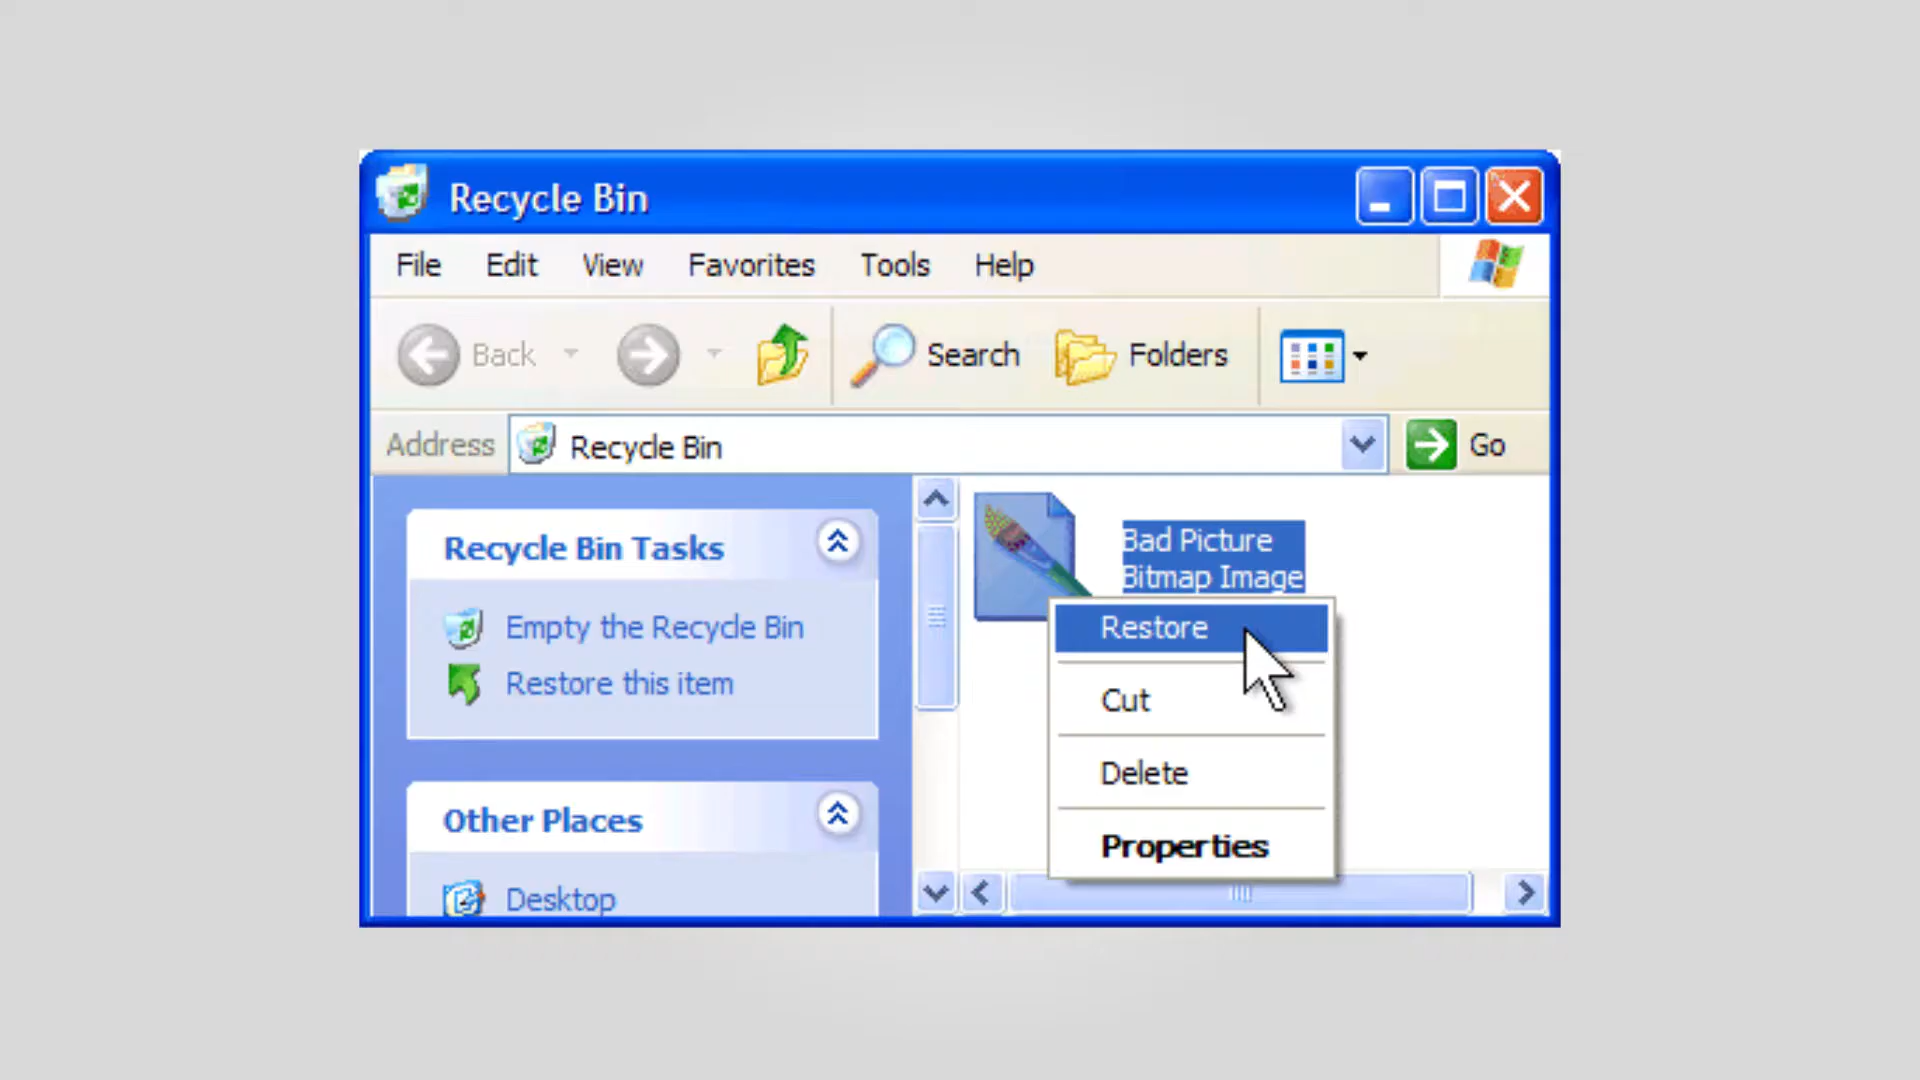 Recycle Bin
File Edit View Favorites Tools Help
Back Search Folders
Address Recycle Bin Go
Recycle Bin Tasks
Empty the Recycle Bin
Restore this item
Other Places
Desktop
Bad Picture
Bitmap Image
Restore
Cut
Delete
Properties